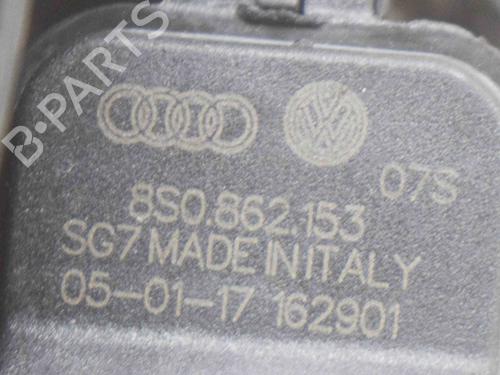 B-PARTS
07S
8S0.862.153
SG7 MADE IN ITALY
05-01-17 162901